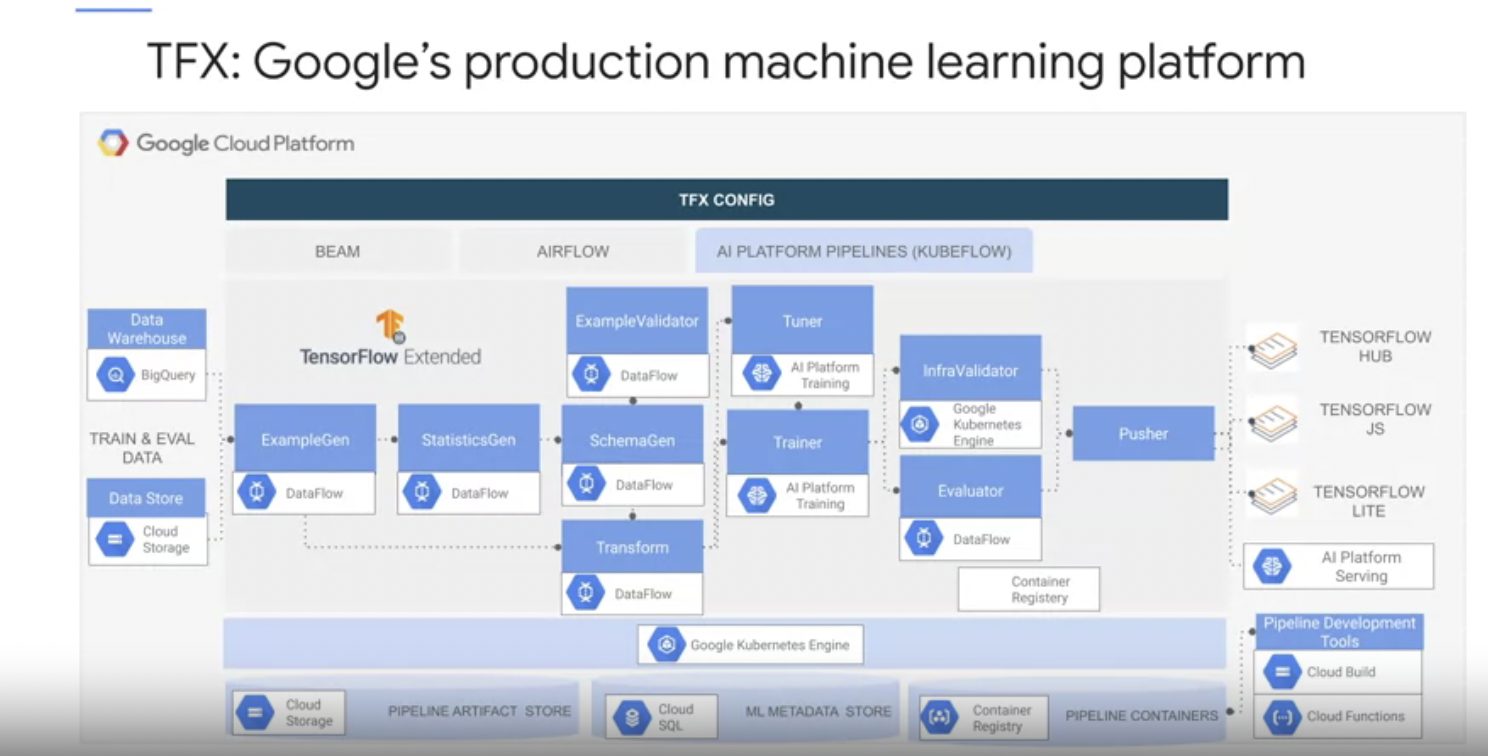 TFX: Google's production machine learning platform
Google Cloud Platform
TFX CONFIG
BEAM
AIRFLOW
AI PLATFORM PIPELINES (KUBEFLOW)
TensorFlow Extended
Data
Warehouse
BigQuery
TRAIN & EVAL
DATA
Data Store
Cloud
Storage
ExampleGen
DataFlow
StatisticsGen
DataFlow
ExampleValidator
DataFlow
SchemaGen
DataFlow
Transform
DataFlow
Tuner
AI Platform
Training
Trainer
AI Platform
Training
InfraValidator
Google
Kubernetes
Engine
Evaluator
DataFlow
Container
Registery
Pusher
TENSORFLOW
HUB
TENSORFLOW
JS
TENSORFLOW
LITE
AI Platform
Serving
Google Kubernetes Engine
Pipeline Development
Tools
Cloud Build
Cloud Functions
Cloud
Storage
PIPELINE ARTIFACT STORE
Cloud
SQL
ML METADATA STORE
Container
Registry
PIPELINE CONTAINERS